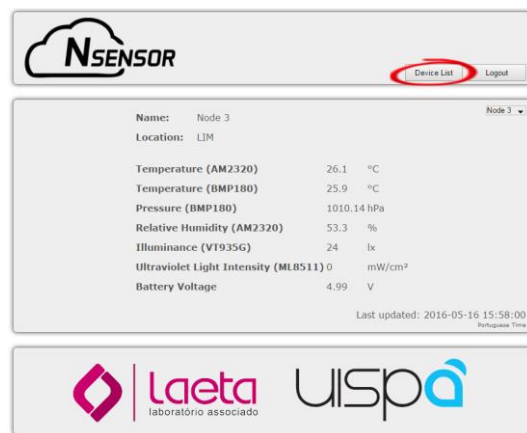 NSENSOR
Device List Logout
Node 3
Name: Node 3
Location: LIM
Temperature (AM2320) 26.1 °C
Temperature (BMP180) 25.9 °C
Pressure (BMP180) 1010.14 hPa
Relative Humidity (AM2320) 53.3 %
Illuminance (VT935G) 24 lx
Ultraviolet Light Intensity (ML8511) 0 mW/cm²
Battery Voltage 4.99 V
Last updated: 2016-05-16 15:58:00
Portuguese Time
Laeta
laboratório associado
uispa